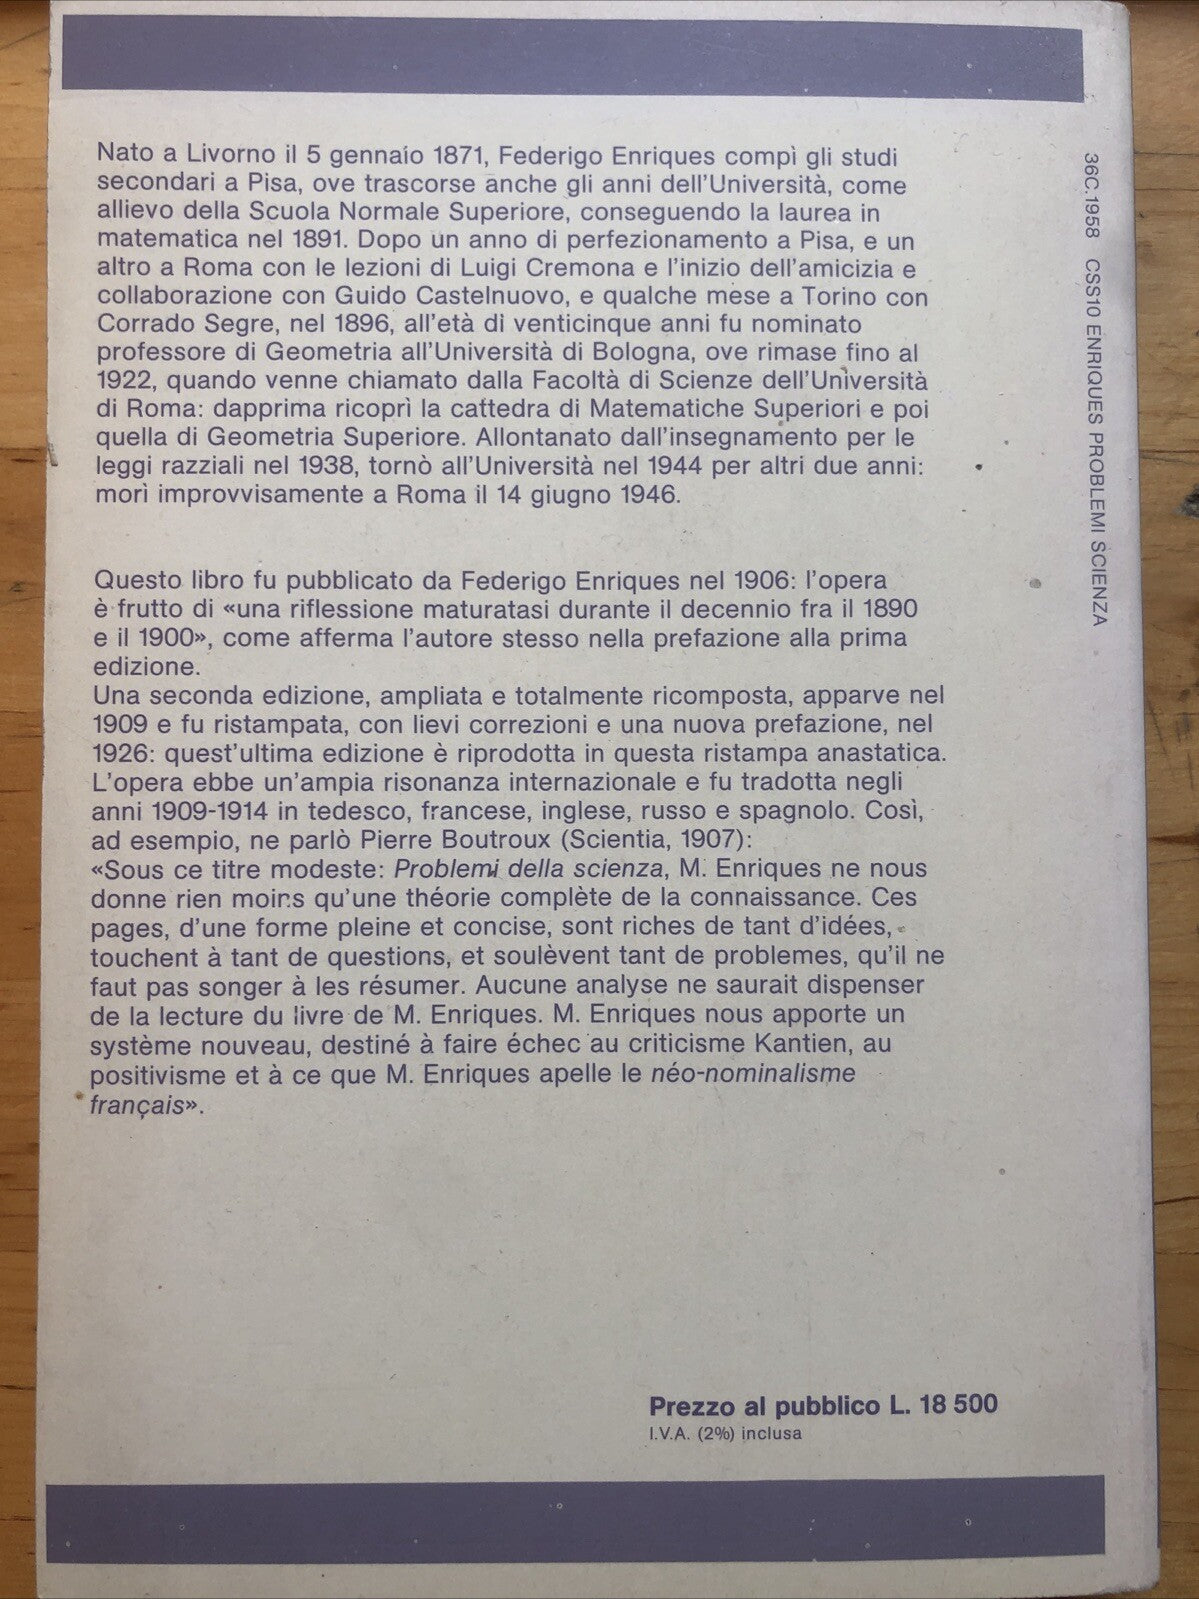 Nato a Livorno il 5 gennaio 1871, Federigo Enriques compì gli studi
secondari a Pisa, ove trascorse anche gli anni dell'Università, come
allievo della Scuola Normale Superiore, conseguendo la laurea in
matematica nel 1891. Dopo un anno di perfezionamento a Pisa, e un
altro a Roma con le lezioni di Luigi Cremona e l'inizio dell'amicizia e
collaborazione con Guido Castelnuovo, e qualche mese a Torino con
Corrado Segre, nel 1896, all'età di venticinque anni fu nominato
professore di Geometria all'Università di Bologna, ove rimase fino al
1922, quando venne chiamato dalla Facoltà di Scienze dell'Università
di Roma: dapprima ricoprì la cattedra di Matematiche Superiori e poi
quella di Geometria Superiore. Allontanato dall'insegnamento per le
leggi razziali nel 1938, tornò all'Università nel 1944 per altri due anni:
morì improvvisamente a Roma il 14 giugno 1946.
Questo libro fu pubblicato da Federigo Enriques nel 1906: l'opera
è frutto di «una riflessione maturatasi durante il decennio fra il 1890
e il 1900», come afferma l'autore stesso nella prefazione alla prima
edizione.
Una seconda edizione, ampliata e totalmente ricomposta, apparve nel
1909 e fu ristampata, con lievi correzioni e una nuova prefazione, nel
1926: quest'ultima edizione è riprodotta in questa ristampa anastatica.
L'opera ebbe un'ampia risonanza internazionale e fu tradotta negli
anni 1909-1914 in tedesco, francese, inglese, russo e spagnolo. Così,
ad esempio, ne parlò Pierre Boutroux (Scientia, 1907):
«Sous ce titre modeste: Problemi della scienza, M. Enriques ne nous
donne rien moins qu'une théorie complète de la connaissance. Ces
pages, d'une forme pleine et concise, sont riches de tant d'idées,
touchent à tant de questions, et soulèvent tant de problemes, qu'il ne
faut pas songer à les résumer. Aucune analyse ne saurait dispenser
de la lecture du livre de M. Enriques. M. Enriques nous apporte un
système nouveau, destiné à faire échec au criticisme Kantien, au
positivisme et à ce que M. Enriques apelle le néo-nominalisme
français».
Prezzo al pubblico L. 18 500
I.V.A. (2%) inclusa
36C.1958 CSS10 ENRIQUES PROBLEMI SCIENZA